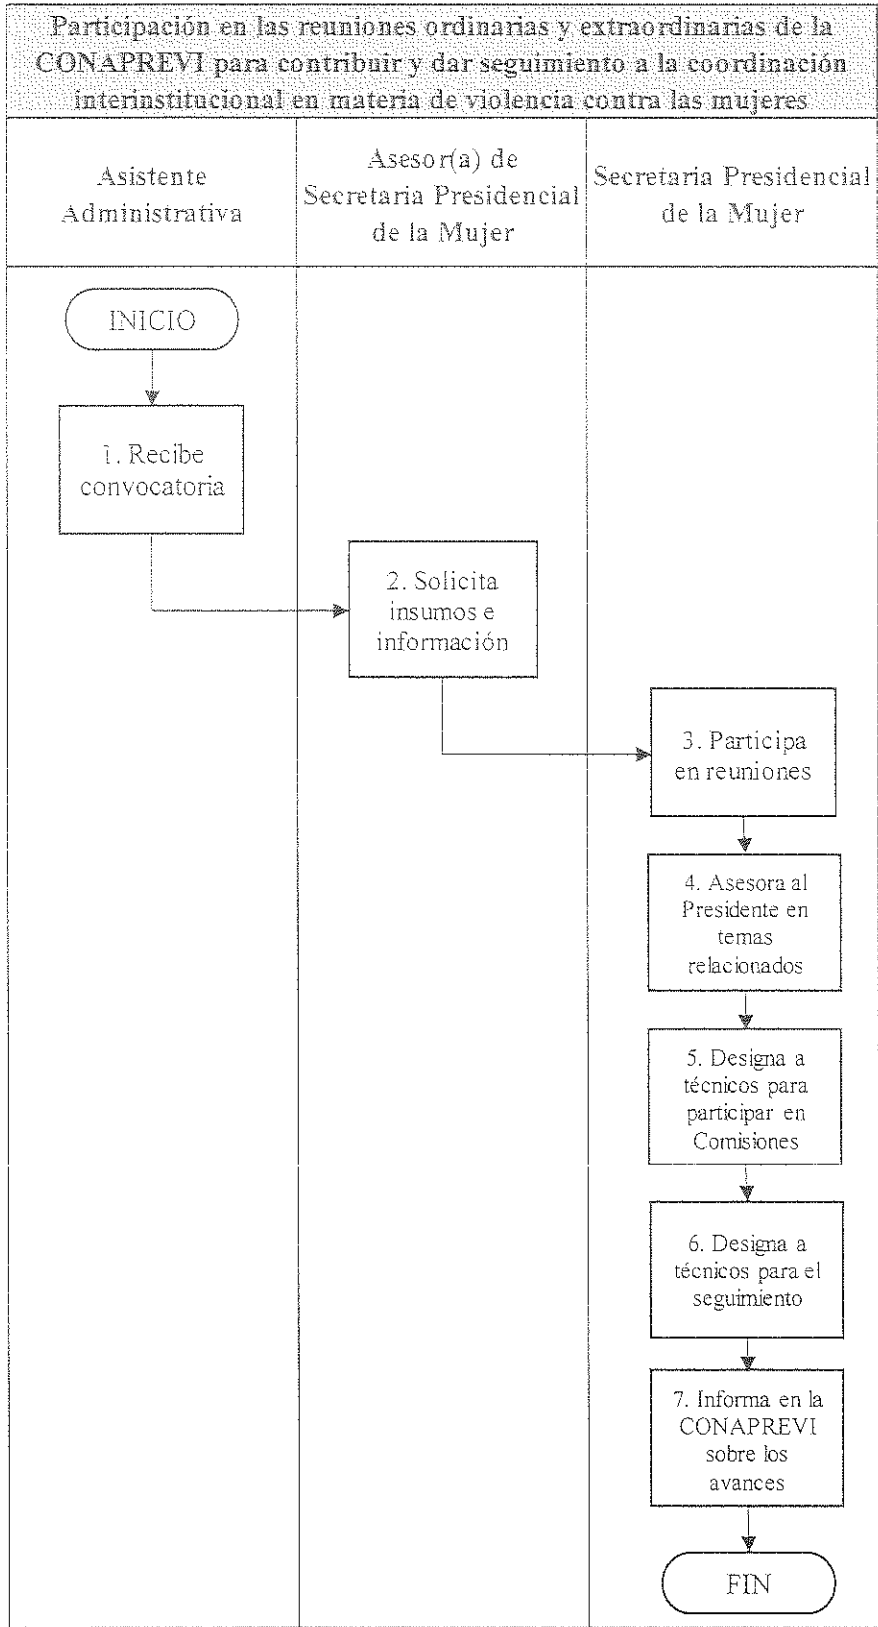 Participación en las reuniones ordinarias y extraordinarias de la
CONAPREVI para contribuir y dar seguimiento a la coordinación
interinstitucional en materia de violencia contra las mujeres
Asistente
Administrativa
Asesor(a) de
Secretaria Presidencial
de la Mujer
Secretaria Presidencial
de la Mujer
INICIO
1. Recibe
convocatoria
2. Solicita
insumos e
información
3. Participa
en reuniones
4. Asesora al
Presidente en
temas
relacionados
5. Designa a
técnicos para
participar en
Comisiones
6. Designa a
técnicos para el
seguimiento
7. Informa en la
CONAPREVI
sobre los
avances
FIN